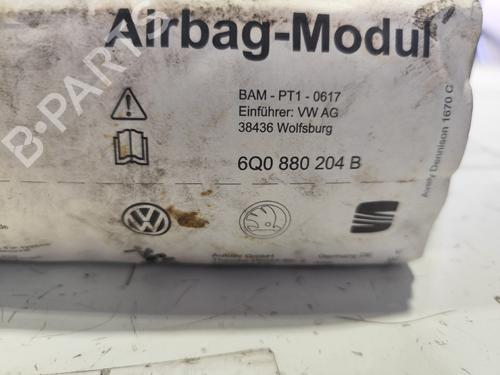 Airbag-Modul
BAM - PT1 - 0617
Einführer: VW AG
38436 Wolfsburg
6Q0 880 204 B
Avery Dennison 1670 C
B-PARTS